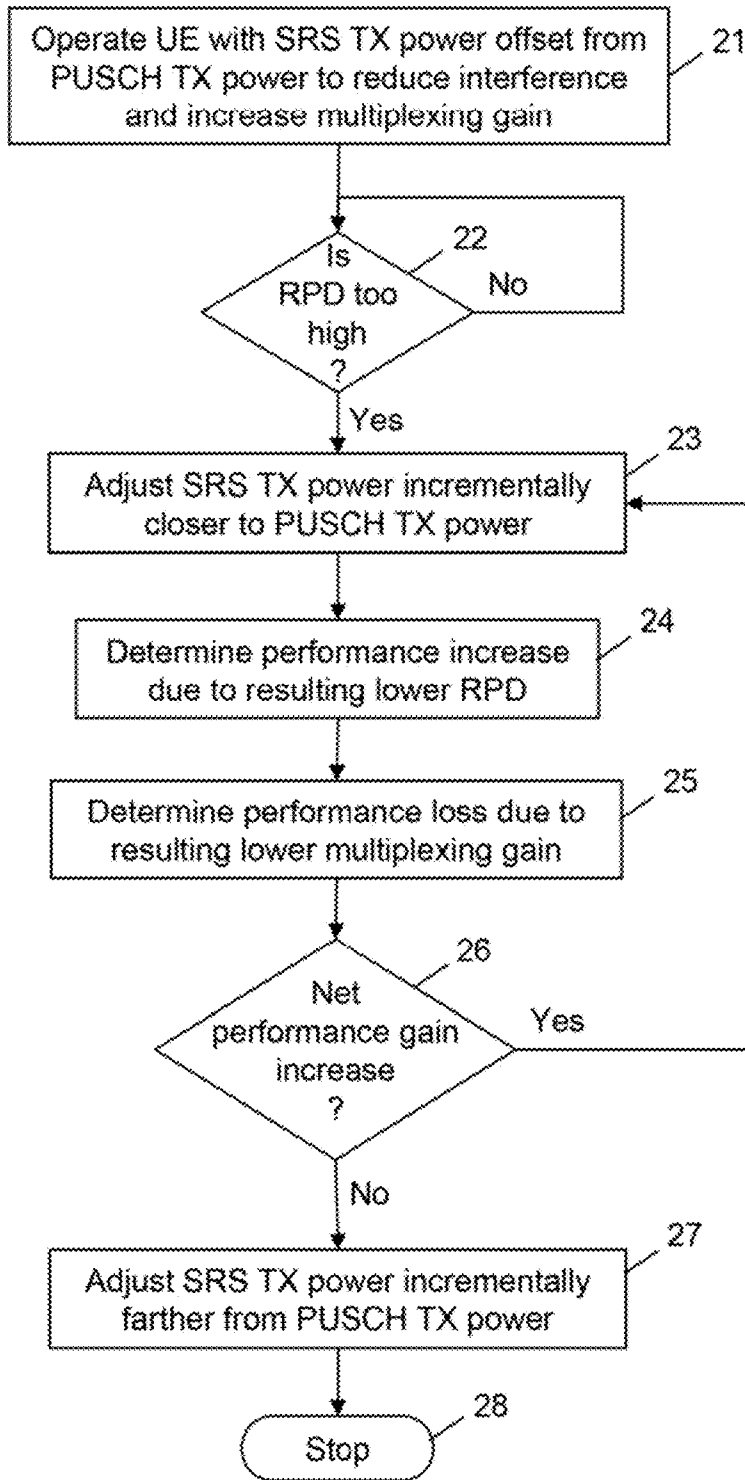 Operate UE with SRS TX power offset from
PUSCH TX power to reduce interference
and increase multiplexing gain
21
22
Is
RPD too
high
?
No
Yes
23
Adjust SRS TX power incrementally
closer to PUSCH TX power
24
Determine performance increase
due to resulting lower RPD
25
Determine performance loss due to
resulting lower multiplexing gain
26
Net
performance gain
increase
?
Yes
No
27
Adjust SRS TX power incrementally
farther from PUSCH TX power
28
Stop